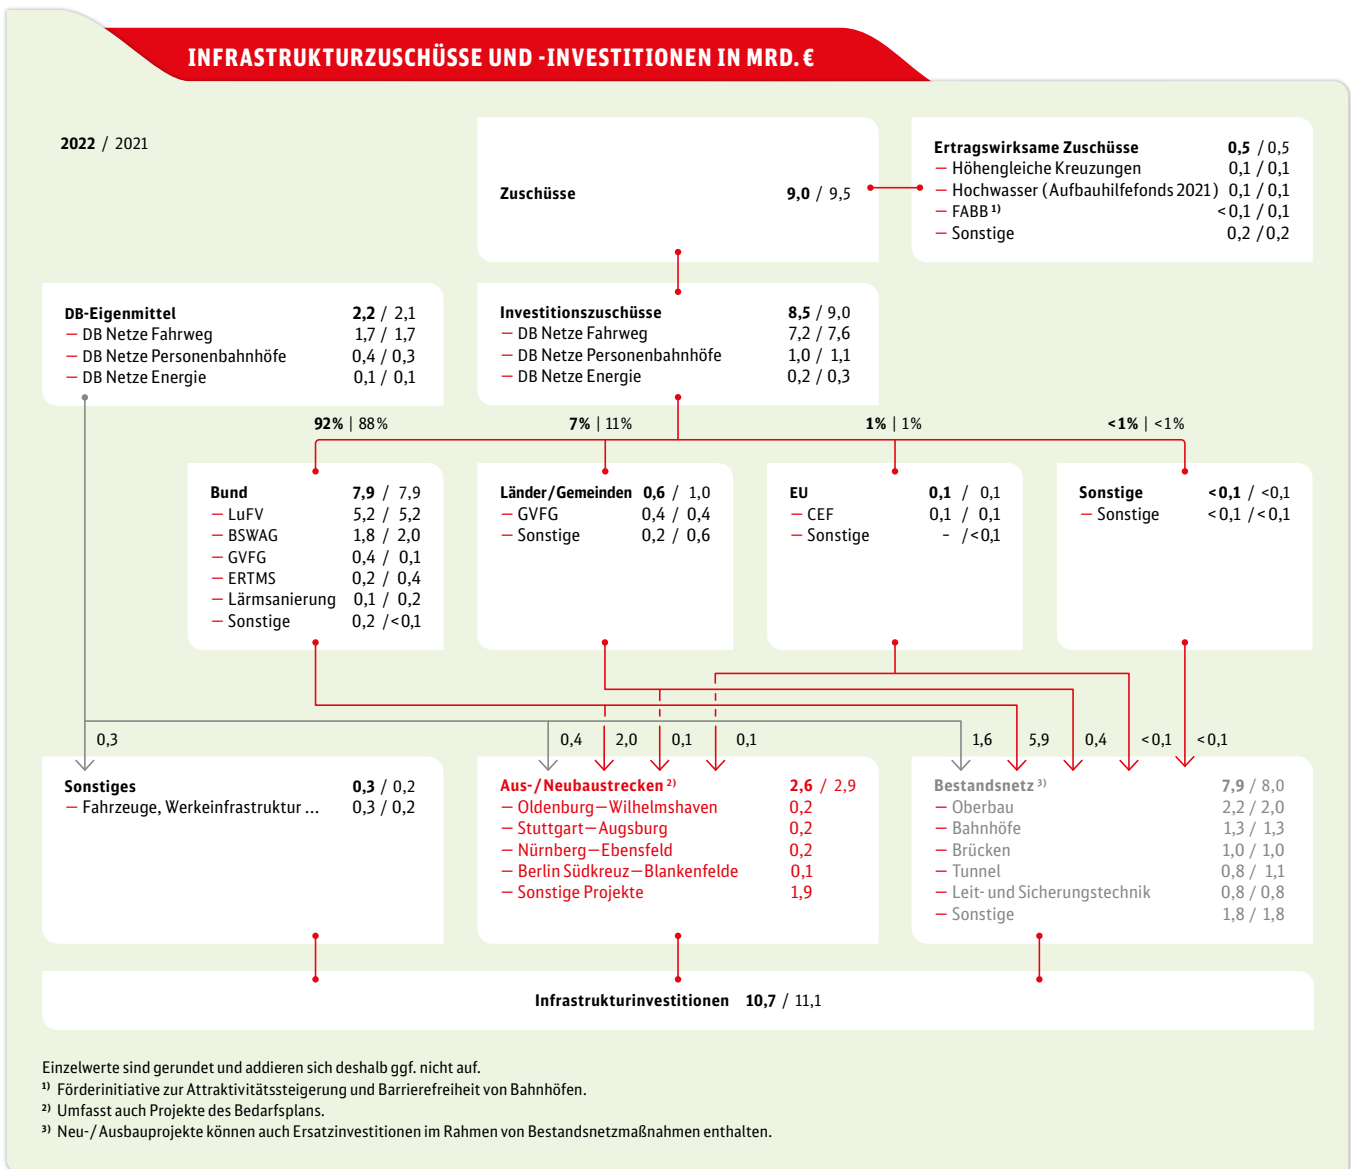 INFRASTRUKTURZUSCHÜSSE UND -INVESTITIONEN IN MRD. €
2022 / 2021
Zuschüsse 9,0 / 9,5
Ertragswirksame Zuschüsse 0,5 / 0,5
– Höhengleiche Kreuzungen 0,1 / 0,1
– Hochwasser (Aufbauhilfefonds 2021) 0,1 / 0,1
– FABB 1) < 0,1 / 0,1
– Sonstige 0,2 / 0,2
DB-Eigenmittel 2,2 / 2,1
– DB Netze Fahrweg 1,7 / 1,7
– DB Netze Personenbahnhöfe 0,4 / 0,3
– DB Netze Energie 0,1 / 0,1
Investitionszuschüsse 8,5 / 9,0
– DB Netze Fahrweg 7,2 / 7,6
– DB Netze Personenbahnhöfe 1,0 / 1,1
– DB Netze Energie 0,2 / 0,3
92% | 88% 7% | 11% 1% | 1% <1% | <1%
Bund 7,9 / 7,9
– LuFV 5,2 / 5,2
– BSWAG 1,8 / 2,0
– GVFG 0,4 / 0,1
– ERTMS 0,2 / 0,4
– Lärmsanierung 0,1 / 0,2
– Sonstige 0,2 / <0,1
Länder/Gemeinden 0,6 / 1,0
– GVFG 0,4 / 0,4
– Sonstige 0,2 / 0,6
EU 0,1 / 0,1
– CEF 0,1 / 0,1
– Sonstige - / <0,1
Sonstige <0,1 / <0,1
– Sonstige <0,1 / <0,1
0,3 0,4 2,0 0,1 0,1 1,6 5,9 0,4 <0,1 <0,1
Sonstiges 0,3 / 0,2
– Fahrzeuge, Werkeinfrastruktur ... 0,3 / 0,2
Aus-/Neubaustrecken 2) 2,6 / 2,9
– Oldenburg–Wilhelmshaven 0,2
– Stuttgart–Augsburg 0,2
– Nürnberg–Ebensfeld 0,2
– Berlin Südkreuz–Blankenfelde 0,1
– Sonstige Projekte 1,9
Bestandsnetz 3) 7,9 / 8,0
– Oberbau 2,2 / 2,0
– Bahnhöfe 1,3 / 1,3
– Brücken 1,0 / 1,0
– Tunnel 0,8 / 1,1
– Leit- und Sicherungstechnik 0,8 / 0,8
– Sonstige 1,8 / 1,8
Infrastrukturinvestitionen 10,7 / 11,1
Einzelwerte sind gerundet und addieren sich deshalb ggf. nicht auf.
1) Förderinitiative zur Attraktivitätssteigerung und Barrierefreiheit von Bahnhöfen.
2) Umfasst auch Projekte des Bedarfsplans.
3) Neu-/Ausbauprojekte können auch Ersatzinvestitionen im Rahmen von Bestandsnetzmaßnahmen enthalten.